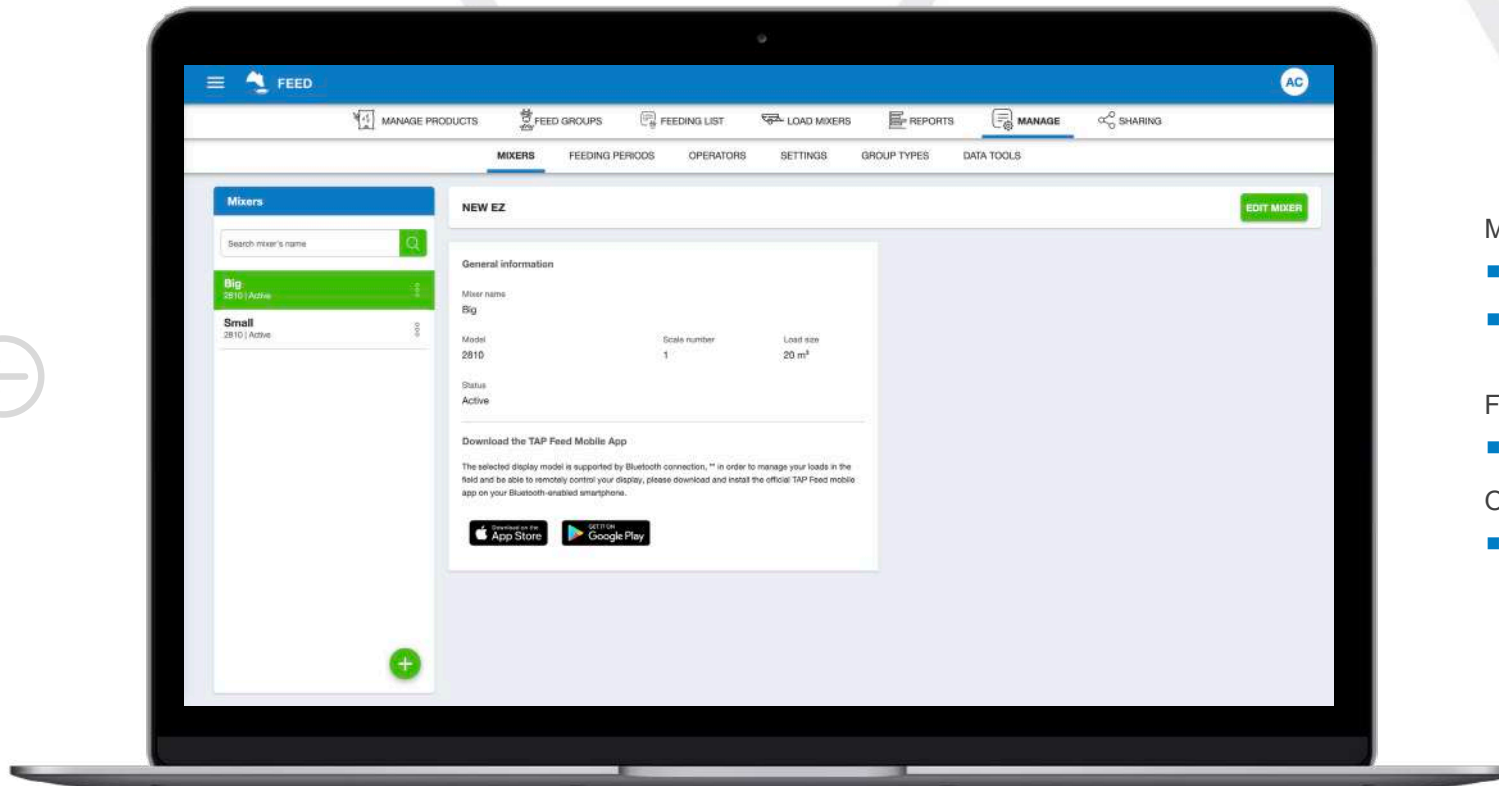 FEED
AC
MANAGE PRODUCTS
FEED GROUPS
FEEDING LIST
LOAD MIXERS
REPORTS
MANAGE
SHARING
MIXERS
FEEDING PERIODS
OPERATORS
SETTINGS
GROUP TYPES
DATA TOOLS
Mixers
Search mixer's name
Big
2810 | Active
Small
2810 | Active
NEW EZ
EDIT MIXER
General information
Mixer name
Big
Model Scale number Load size
2810 1 20 m³
Status
Active
Download the TAP Feed Mobile App
The selected display model is supported by Bluetooth connection, ** in order to manage your loads in the
field and be able to remotely control your display, please download and install the official TAP Feed mobile
app on your Bluetooth-enabled smartphone.
Download on the
App Store
GET IT ON
Google Play
M
F